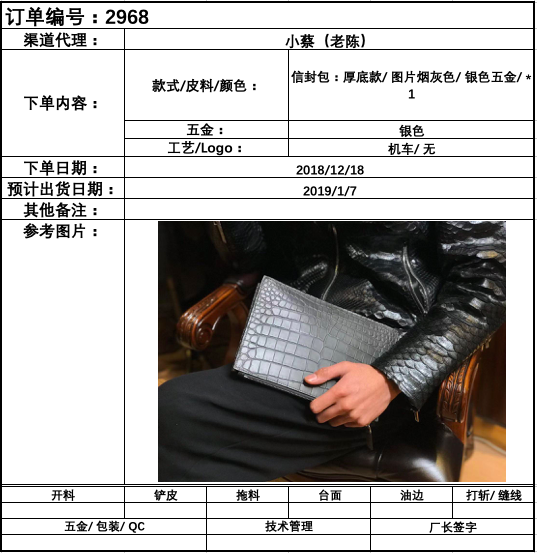 订单编号：2968
渠道代理：
小蔡（老陈）
下单内容：
款式/皮料/颜色：
信封包：厚底款/ 图片烟灰色/ 银色五金/ *
1
五金：
银色
工艺/Logo：
机车/ 无
下单日期：
2018/12/18
预计出货日期：
2019/1/7
其他备注：
参考图片：
开料
铲皮
拖料
台面
油边
打斩/ 缝线
五金/ 包装/ QC
技术管理
厂长签字